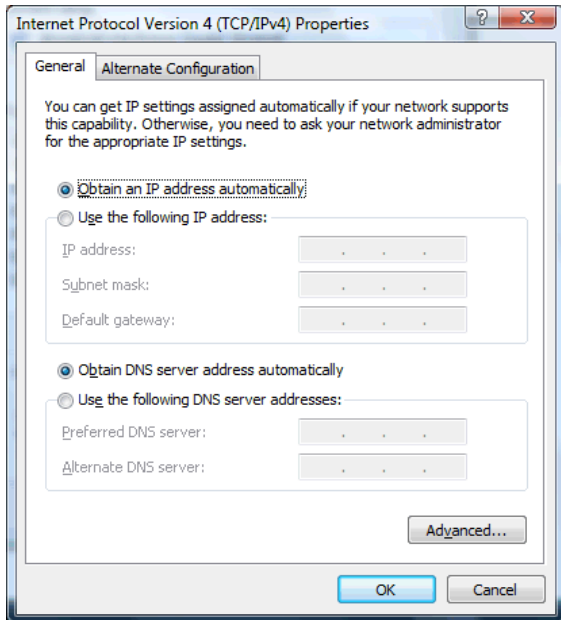 Internet Protocol Version 4 (TCP/IPv4) Properties
?
General
Alternate Configuration
You can get IP settings assigned automatically if your network supports
this capability. Otherwise, you need to ask your network administrator
for the appropriate IP settings.
Obtain an IP address automatically
Use the following IP address:
IP address:
Subnet mask:
Default gateway:
Obtain DNS server address automatically
Use the following DNS server addresses:
Preferred DNS server:
Alternate DNS server:
Advanced...
OK
Cancel